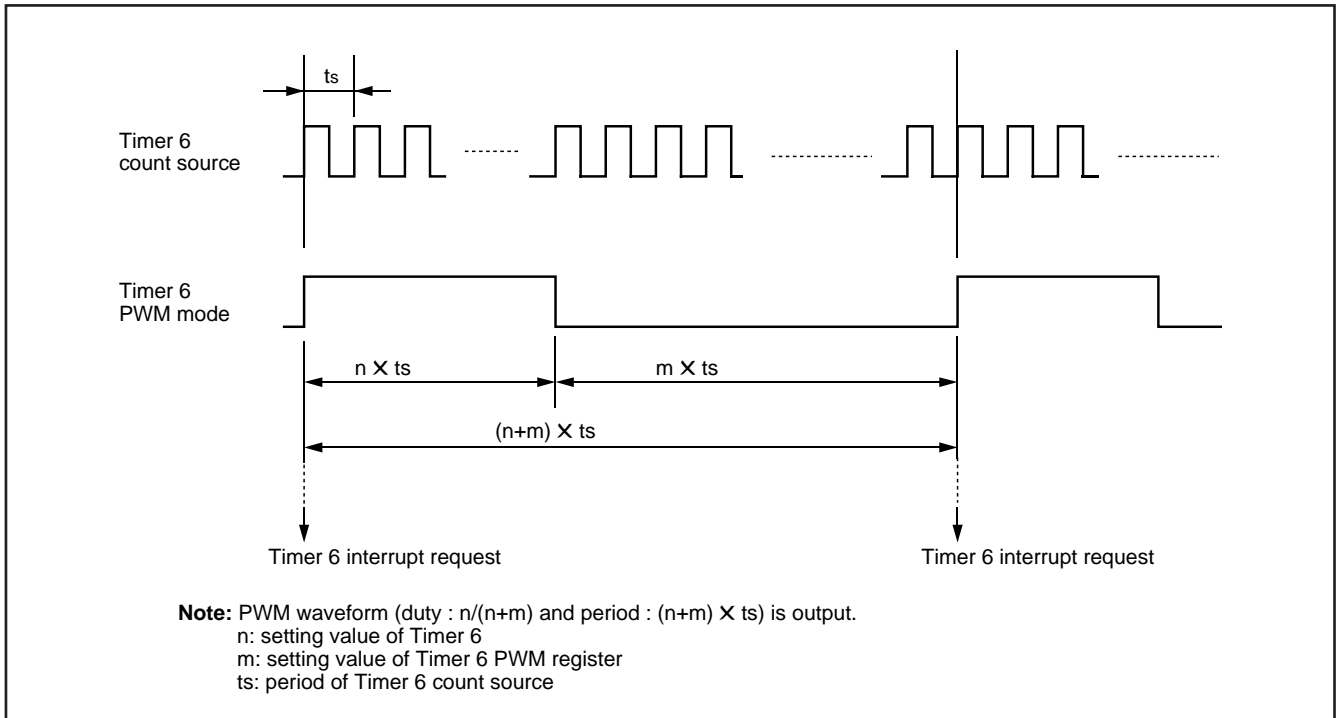 ts
Timer 6
count source
Timer 6
PWM mode
n × ts
m × ts
(n+m) × ts
Timer 6 interrupt request
Timer 6 interrupt request
Note: PWM waveform (duty : n/(n+m) and period : (n+m) × ts) is output.
n: setting value of Timer 6
m: setting value of Timer 6 PWM register
ts: period of Timer 6 count source